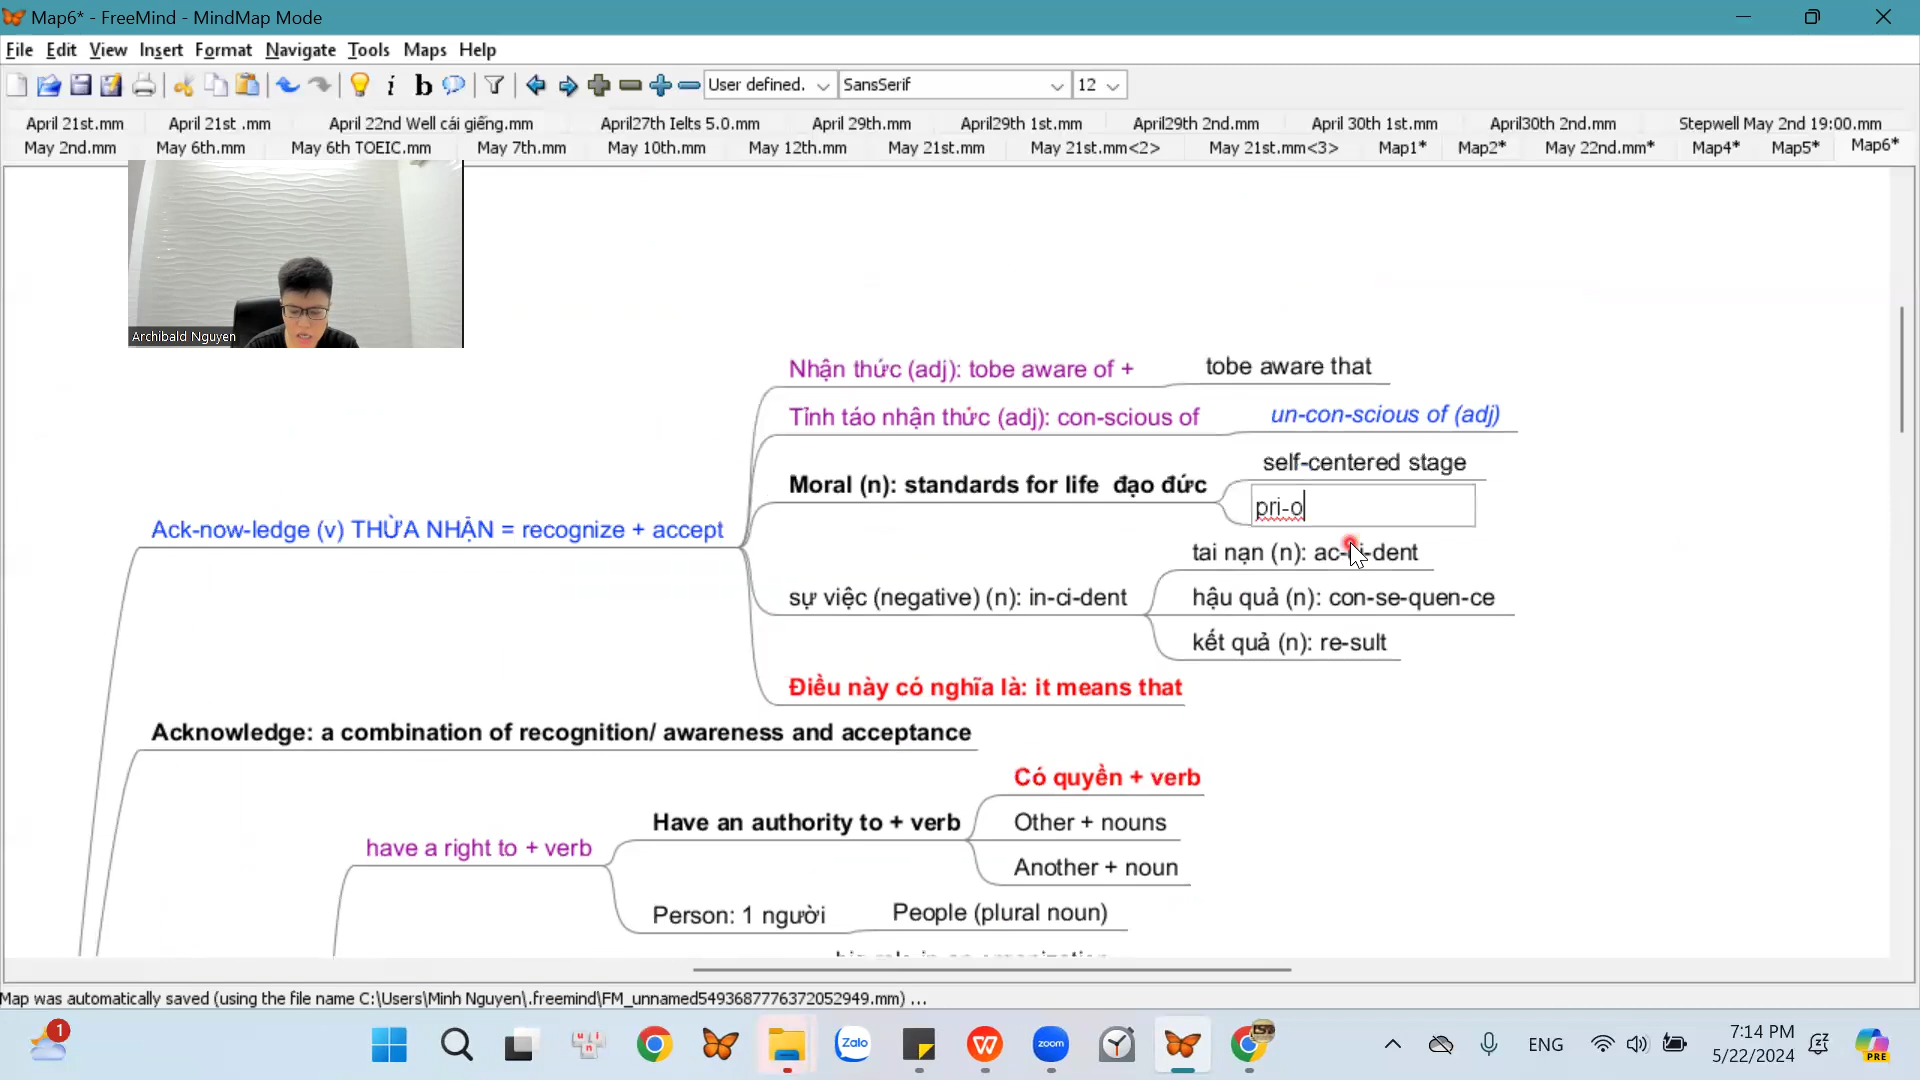 Map6* - FreeMind - MindMap Mode
File Edit View Insert Format Navigate Tools Maps Help
User defined. SansSerif 12
April 21st.mm April 21st .mm April 22nd Well cái giếng.mm April27th Ielts 5.0.mm April 29th.mm April29th 1st.mm April29th 2nd.mm April 30th 1st.mm April30th 2nd.mm Stepwell May 2nd 19:00.mm
May 2nd.mm May 6th.mm May 6th TOEIC.mm May 7th.mm May 10th.mm May 12th.mm May 21st.mm May 21st.mm<2> May 21st.mm<3> Map1* Map2* May 22nd.mm* Map4* Map5* Map6*
Archibald Nguyen
Nhận thức (adj): tobe aware of + tobe aware that
Tỉnh táo nhận thức (adj): con-scious of un-con-scious of (adj)
self-centered stage
Moral (n): standards for life đạo đức
pri-o
Ack-now-ledge (v) THỪA NHẬN = recognize + accept
tai nạn (n): ac-ci-dent
sự việc (negative) (n): in-ci-dent
hậu quả (n): con-se-quen-ce
kết quả (n): re-sult
Điều này có nghĩa là: it means that
Acknowledge: a combination of recognition/ awareness and acceptance
Có quyền + verb
Have an authority to + verb
Other + nouns
have a right to + verb
Another + noun
Person: 1 người People (plural noun)
Map was automatically saved (using the file name C:\Users\Minh Nguyen\.freemind\FM_unnamed5493687776372052949.mm) ...
1
Zalo
zoom
ENG
7:14 PM
5/22/2024
PRE